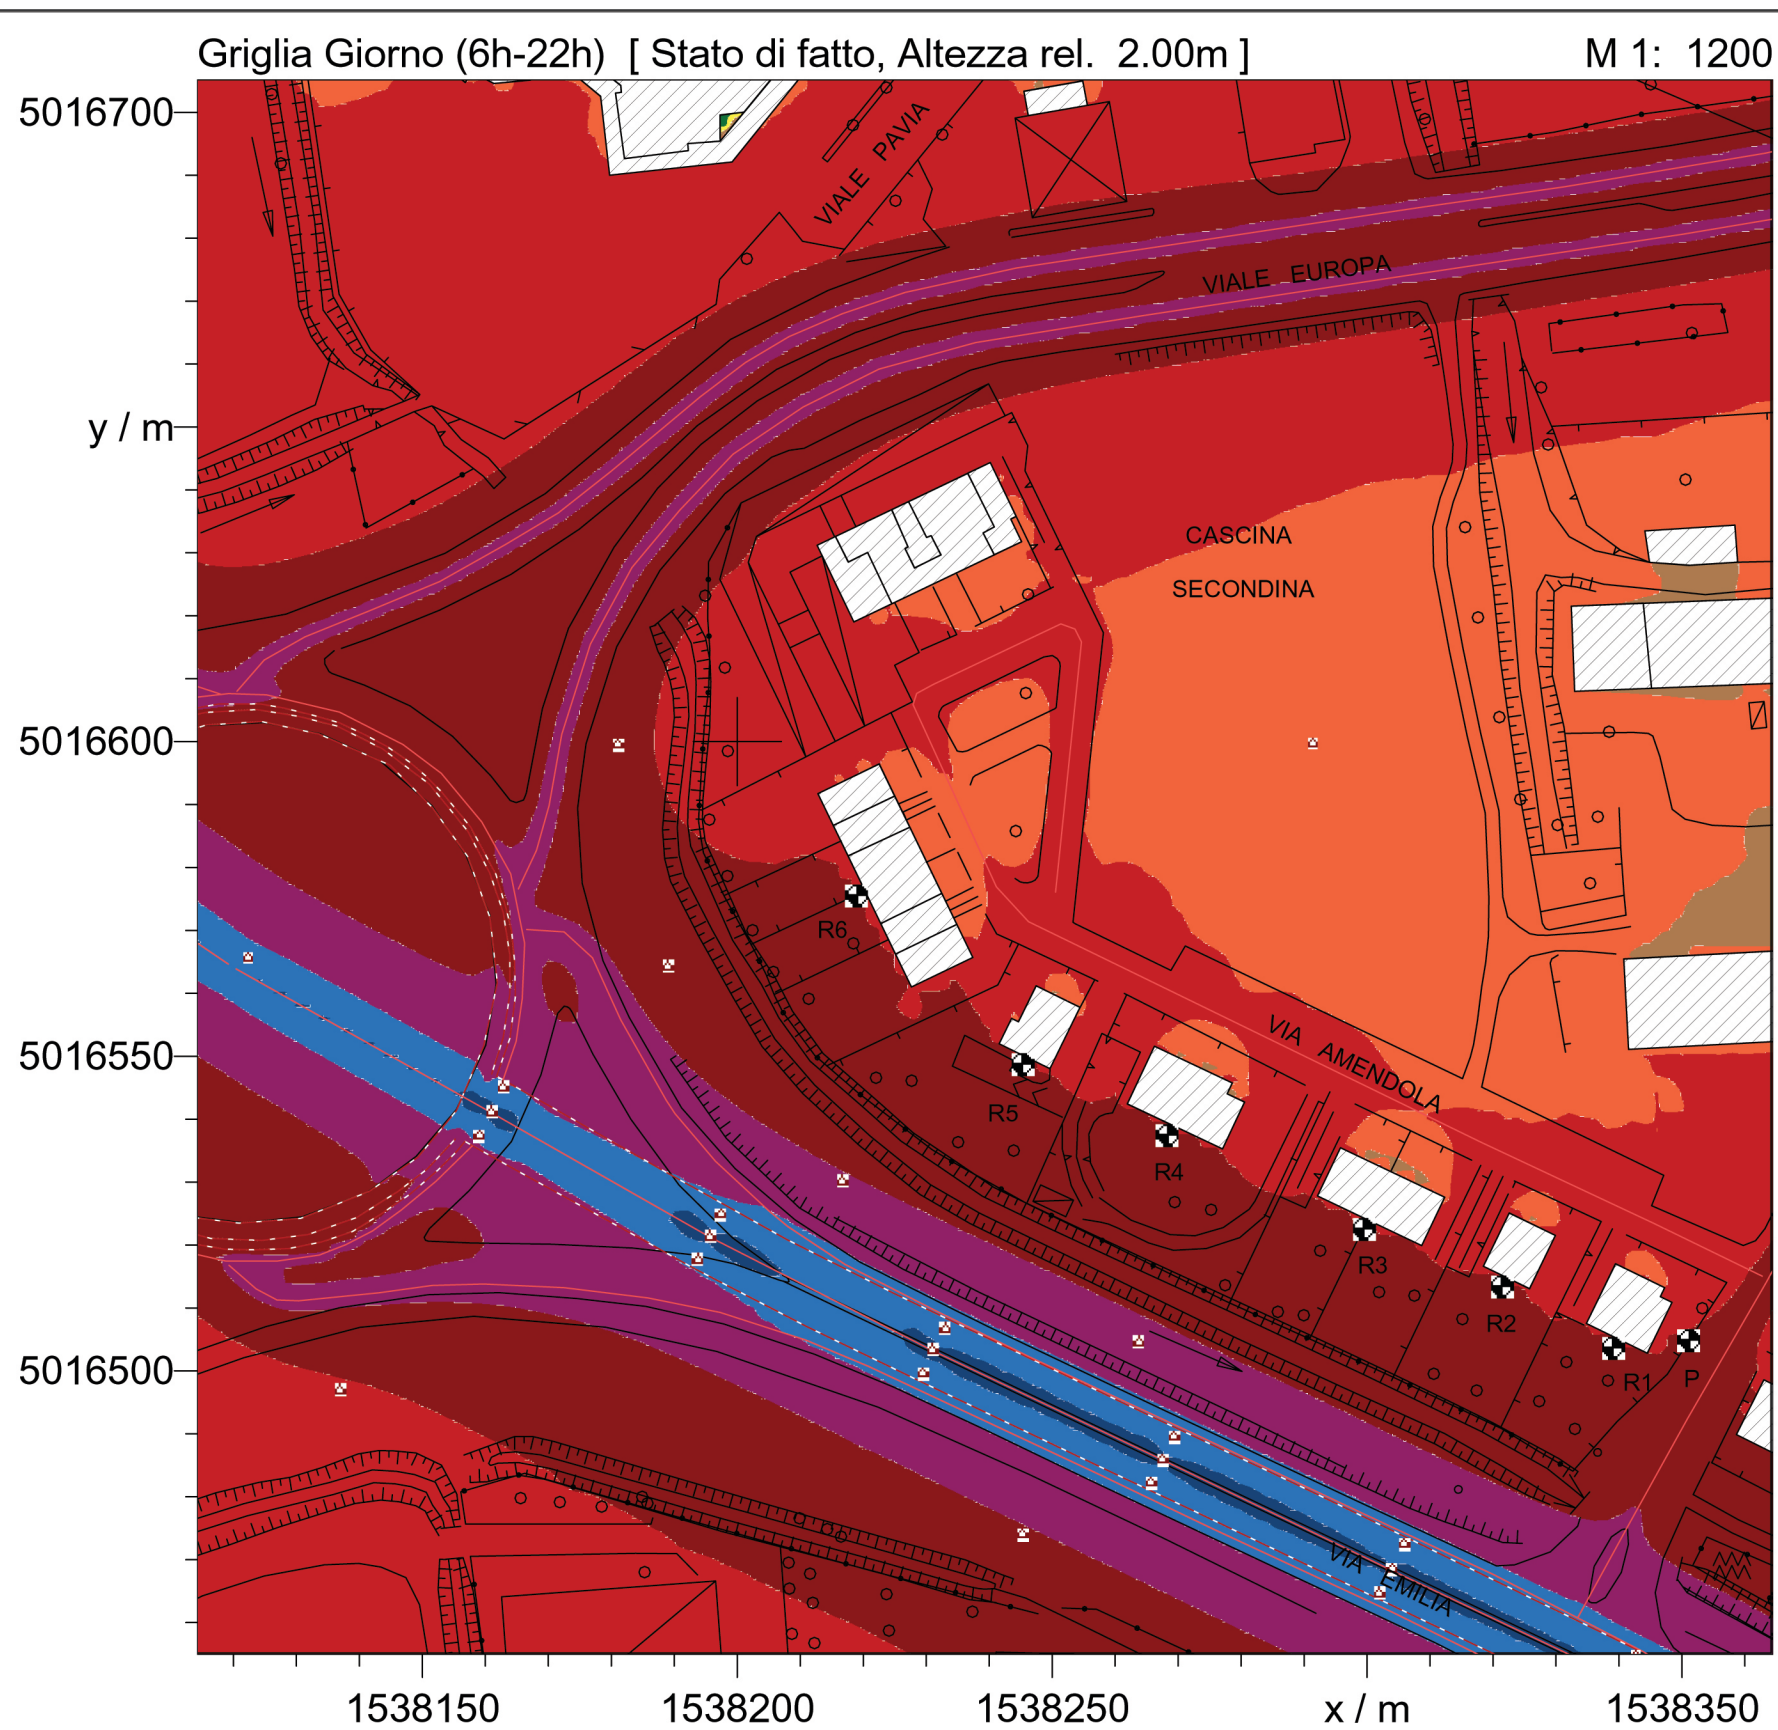 Griglia Giorno (6h-22h) [ Stato di fatto, Altezza rel. 2.00m ] M 1: 1200
5016700
VIALE PAVIA
VIALE EUROPA
y / m
CASCINA
SECONDINA
5016600
R6
5016550
VIA AMENDOLA
R5
R4
R3
R2
5016500
R1 P
VIA EMILIA
1538150 1538200 1538250 x / m 1538350